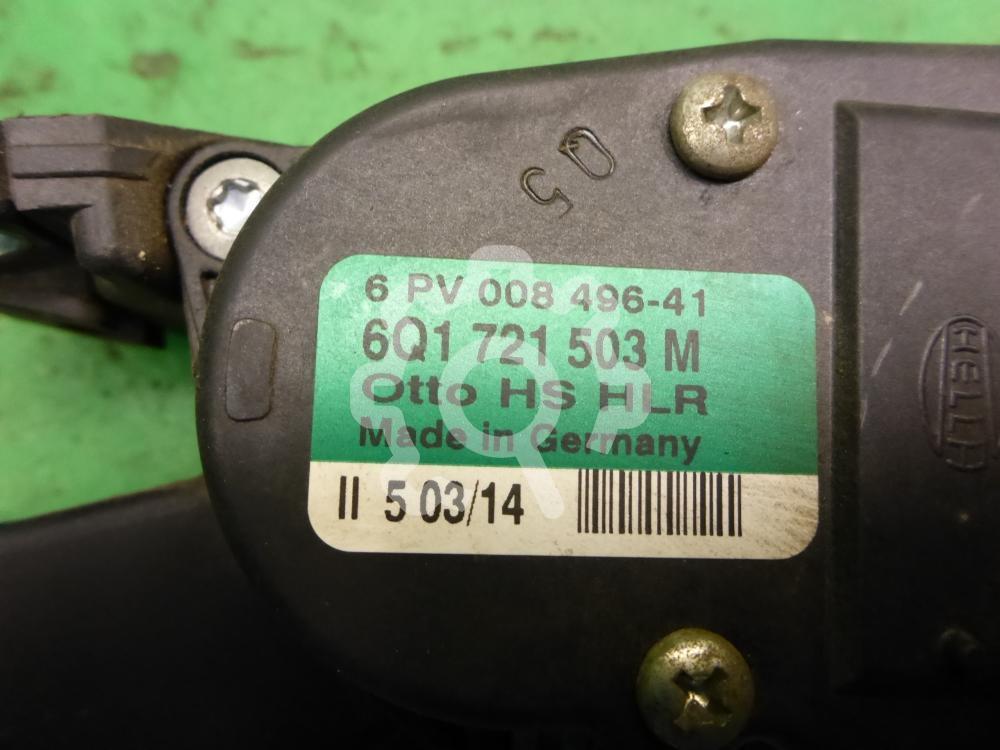 05
6 PV 008 496-41
6Q1 721 503 M
Otto HS HLR
Made in Germany
II 5 03/14
HELLA